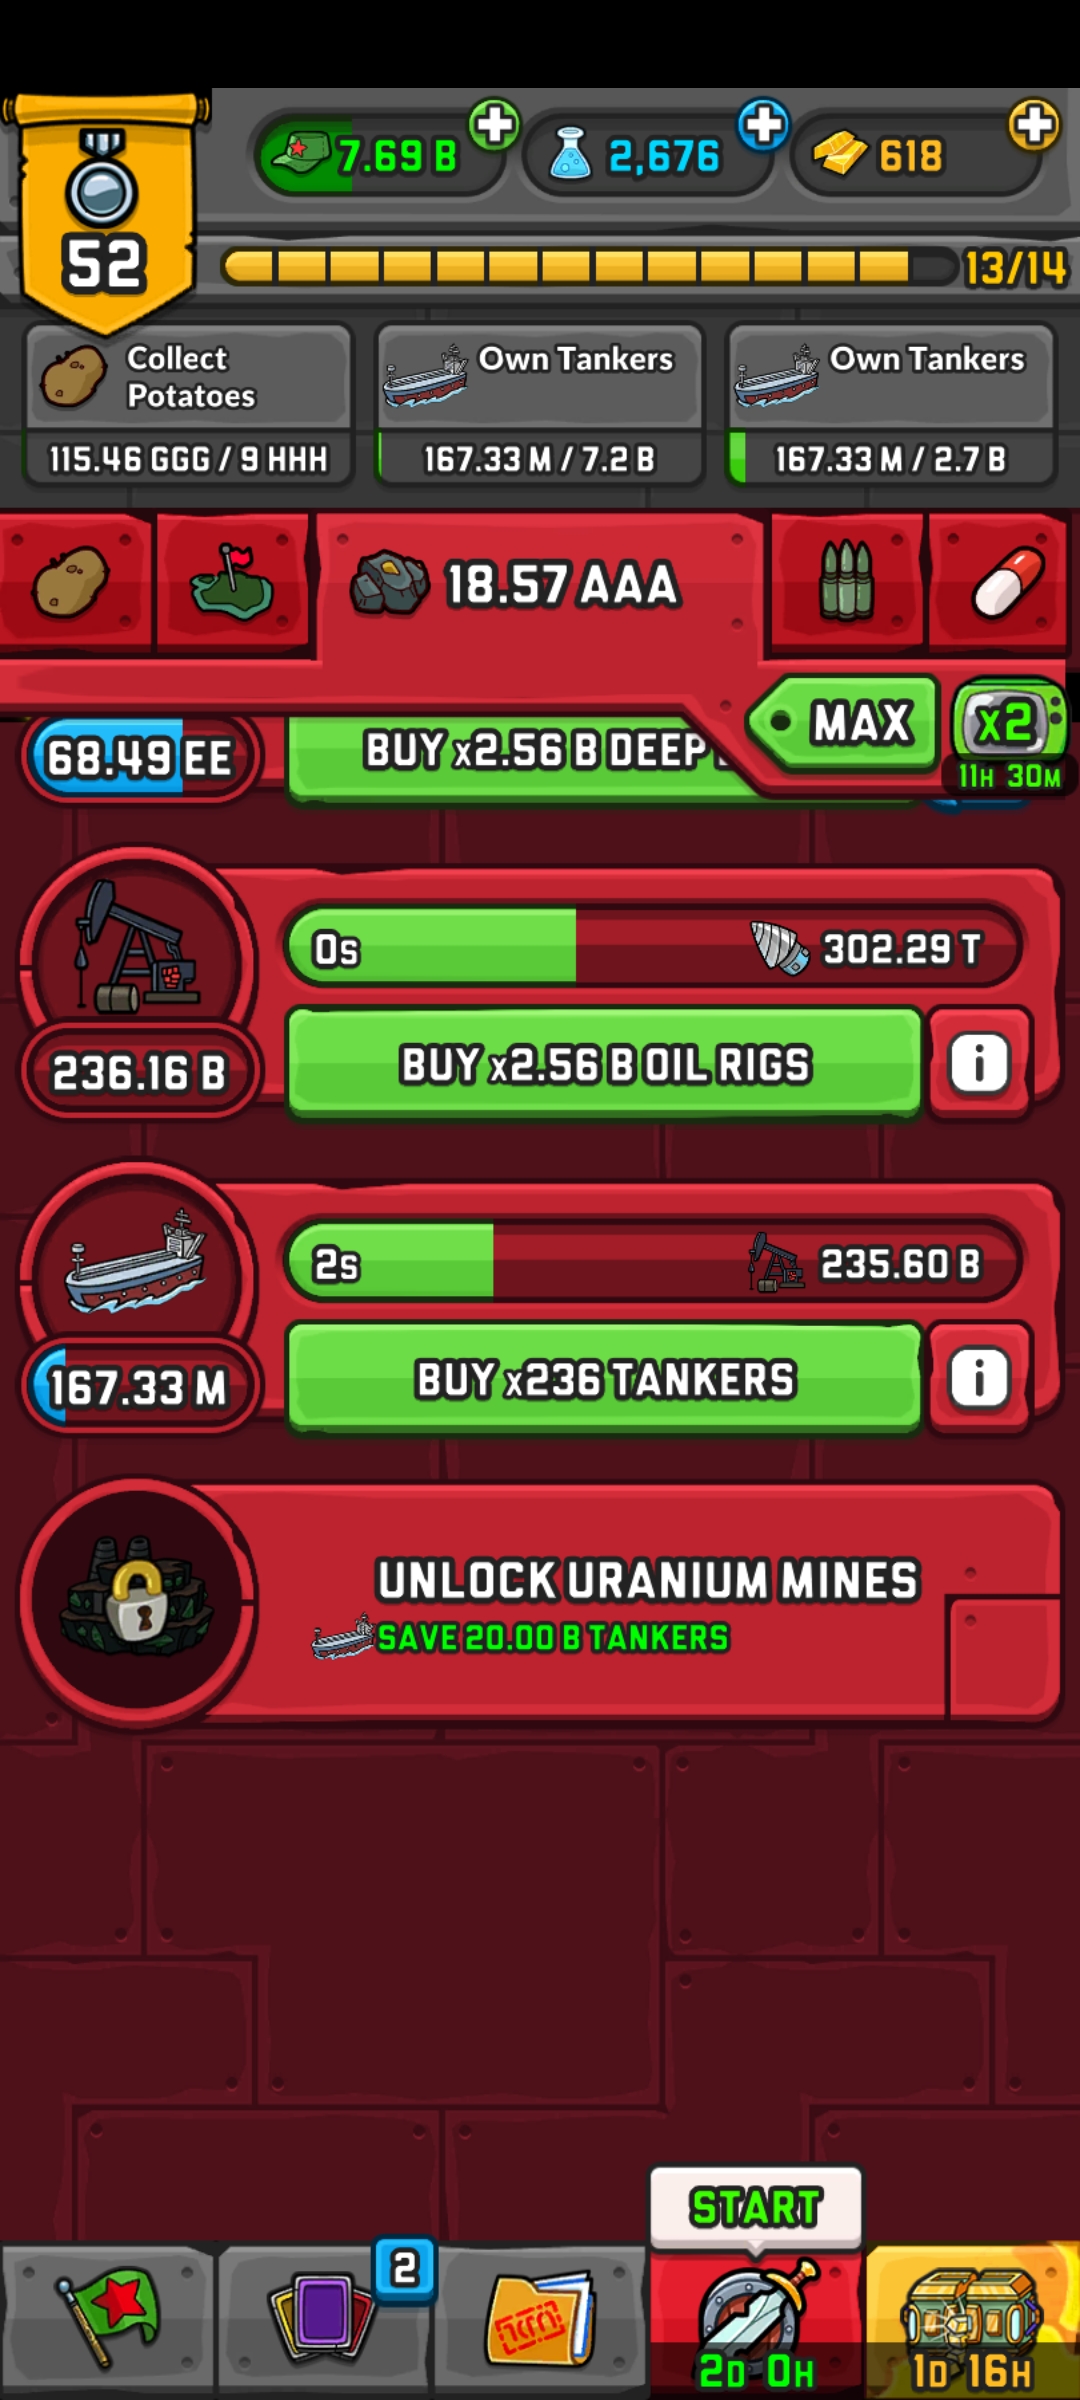 7.69 B
2,676
618
52
13/14
Collect
Potatoes
115.46 GGG / 9 HHH
Own Tankers
167.33 M / 7.2 B
Own Tankers
167.33 M / 2.7 B
18.57 AAA
MAX
x2
11H 30M
68.49 EE
BUY x2.56 B DEEP
0s
302.29 T
236.16 B
BUY x2.56 B OIL RIGS
i
2s
235.60 B
167.33 M
BUY x236 TANKERS
i
UNLOCK URANIUM MINES
SAVE 20.00 B TANKERS
START
2
2D 0H
1D 16H